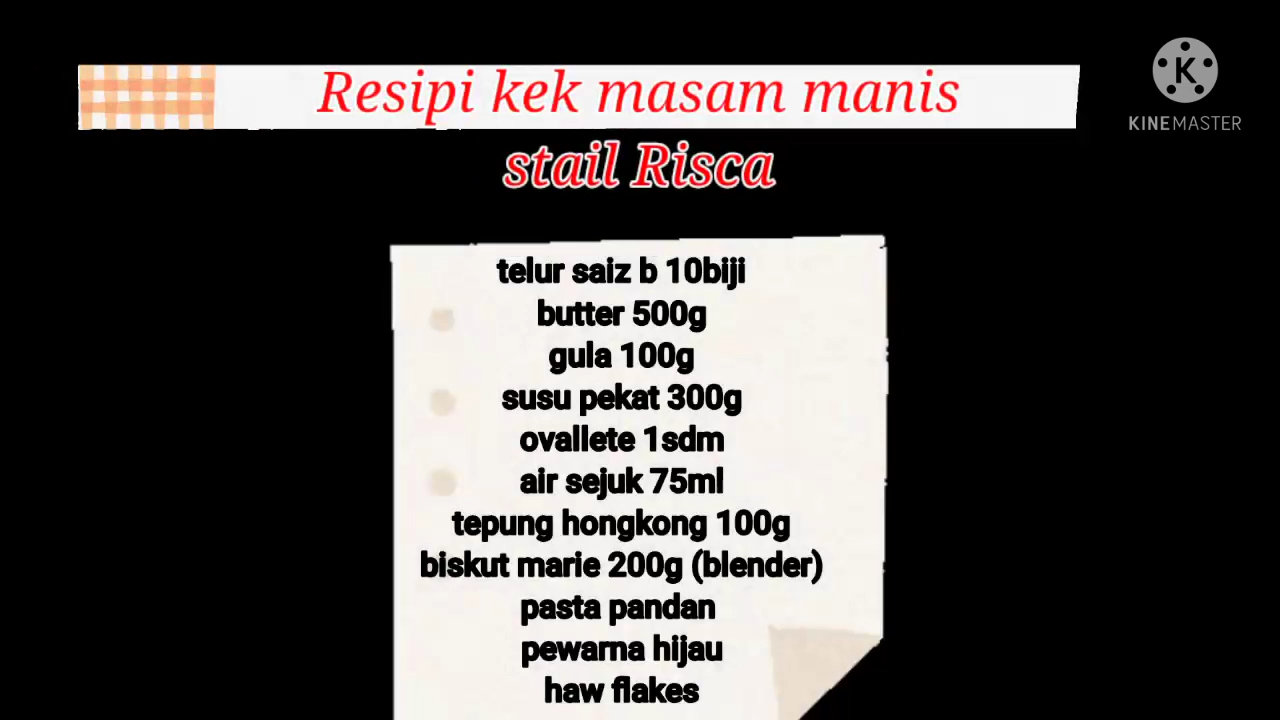 Resipi kek masam manis
stail Risca
KINEMASTER
telur saiz b 10biji
butter 500g
gula 100g
susu pekat 300g
ovallete 1sdm
air sejuk 75ml
tepung hongkong 100g
biskut marie 200g (blender)
pasta pandan
pewarna hijau
haw flakes